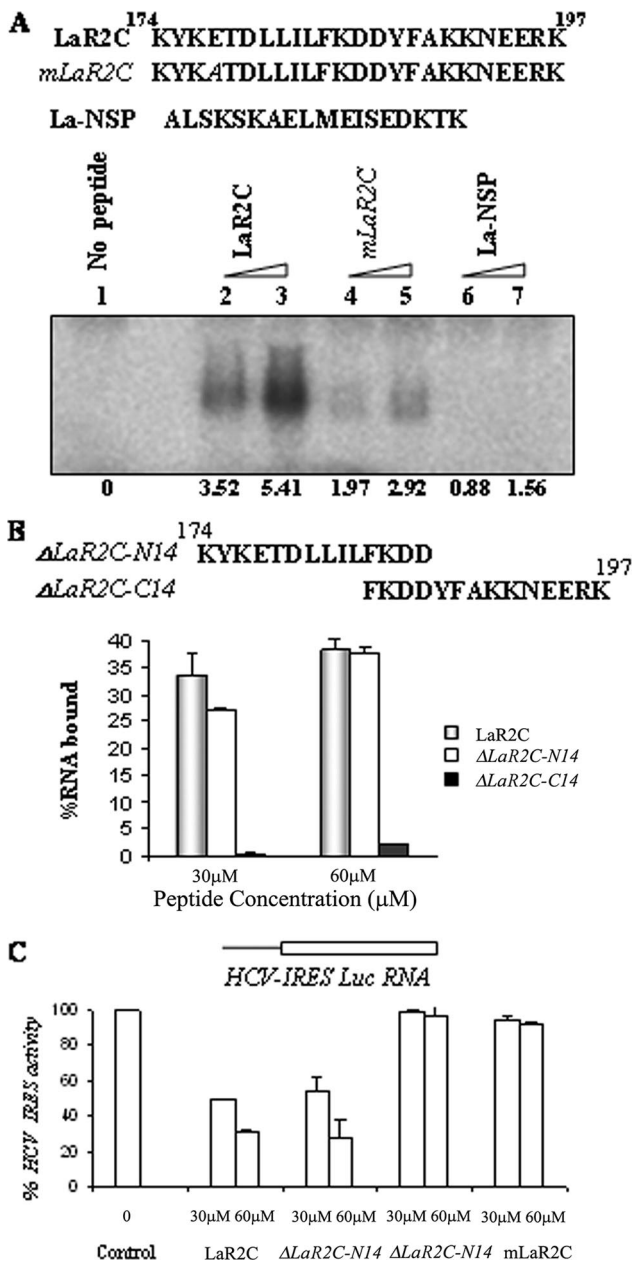 A
174 197
LaR2C KYKETDLLILFKDDYFAKKNEERK
mLaR2C KYKATDLLILFKDDYFAKKNEERK
La-NSP ALSKSKAELMEISEDKTK
No peptide LaR2C mLaR2C La-NSP
1 2 3 4 5 6 7
0 3.52 5.41 1.97 2.92 0.88 1.56
B
174
ΔLaR2C-N14 KYKETDLLILFKDD
197
ΔLaR2C-C14 FKDDYFAKKNEERK
%RNA bound
40
35
30
25
20
15
10
5
0
LaR2C
ΔLaR2C-N14
ΔLaR2C-C14
30μM 60μM
Peptide Concentration (μM)
C
HCV-IRES Luc RNA
% HCV IRES activity
100
80
60
40
20
0
0 30μM 60μM 30μM 60μM 30μM 60μM 30μM 60μM
Control LaR2C ΔLaR2C-N14 ΔLaR2C-N14 mLaR2C